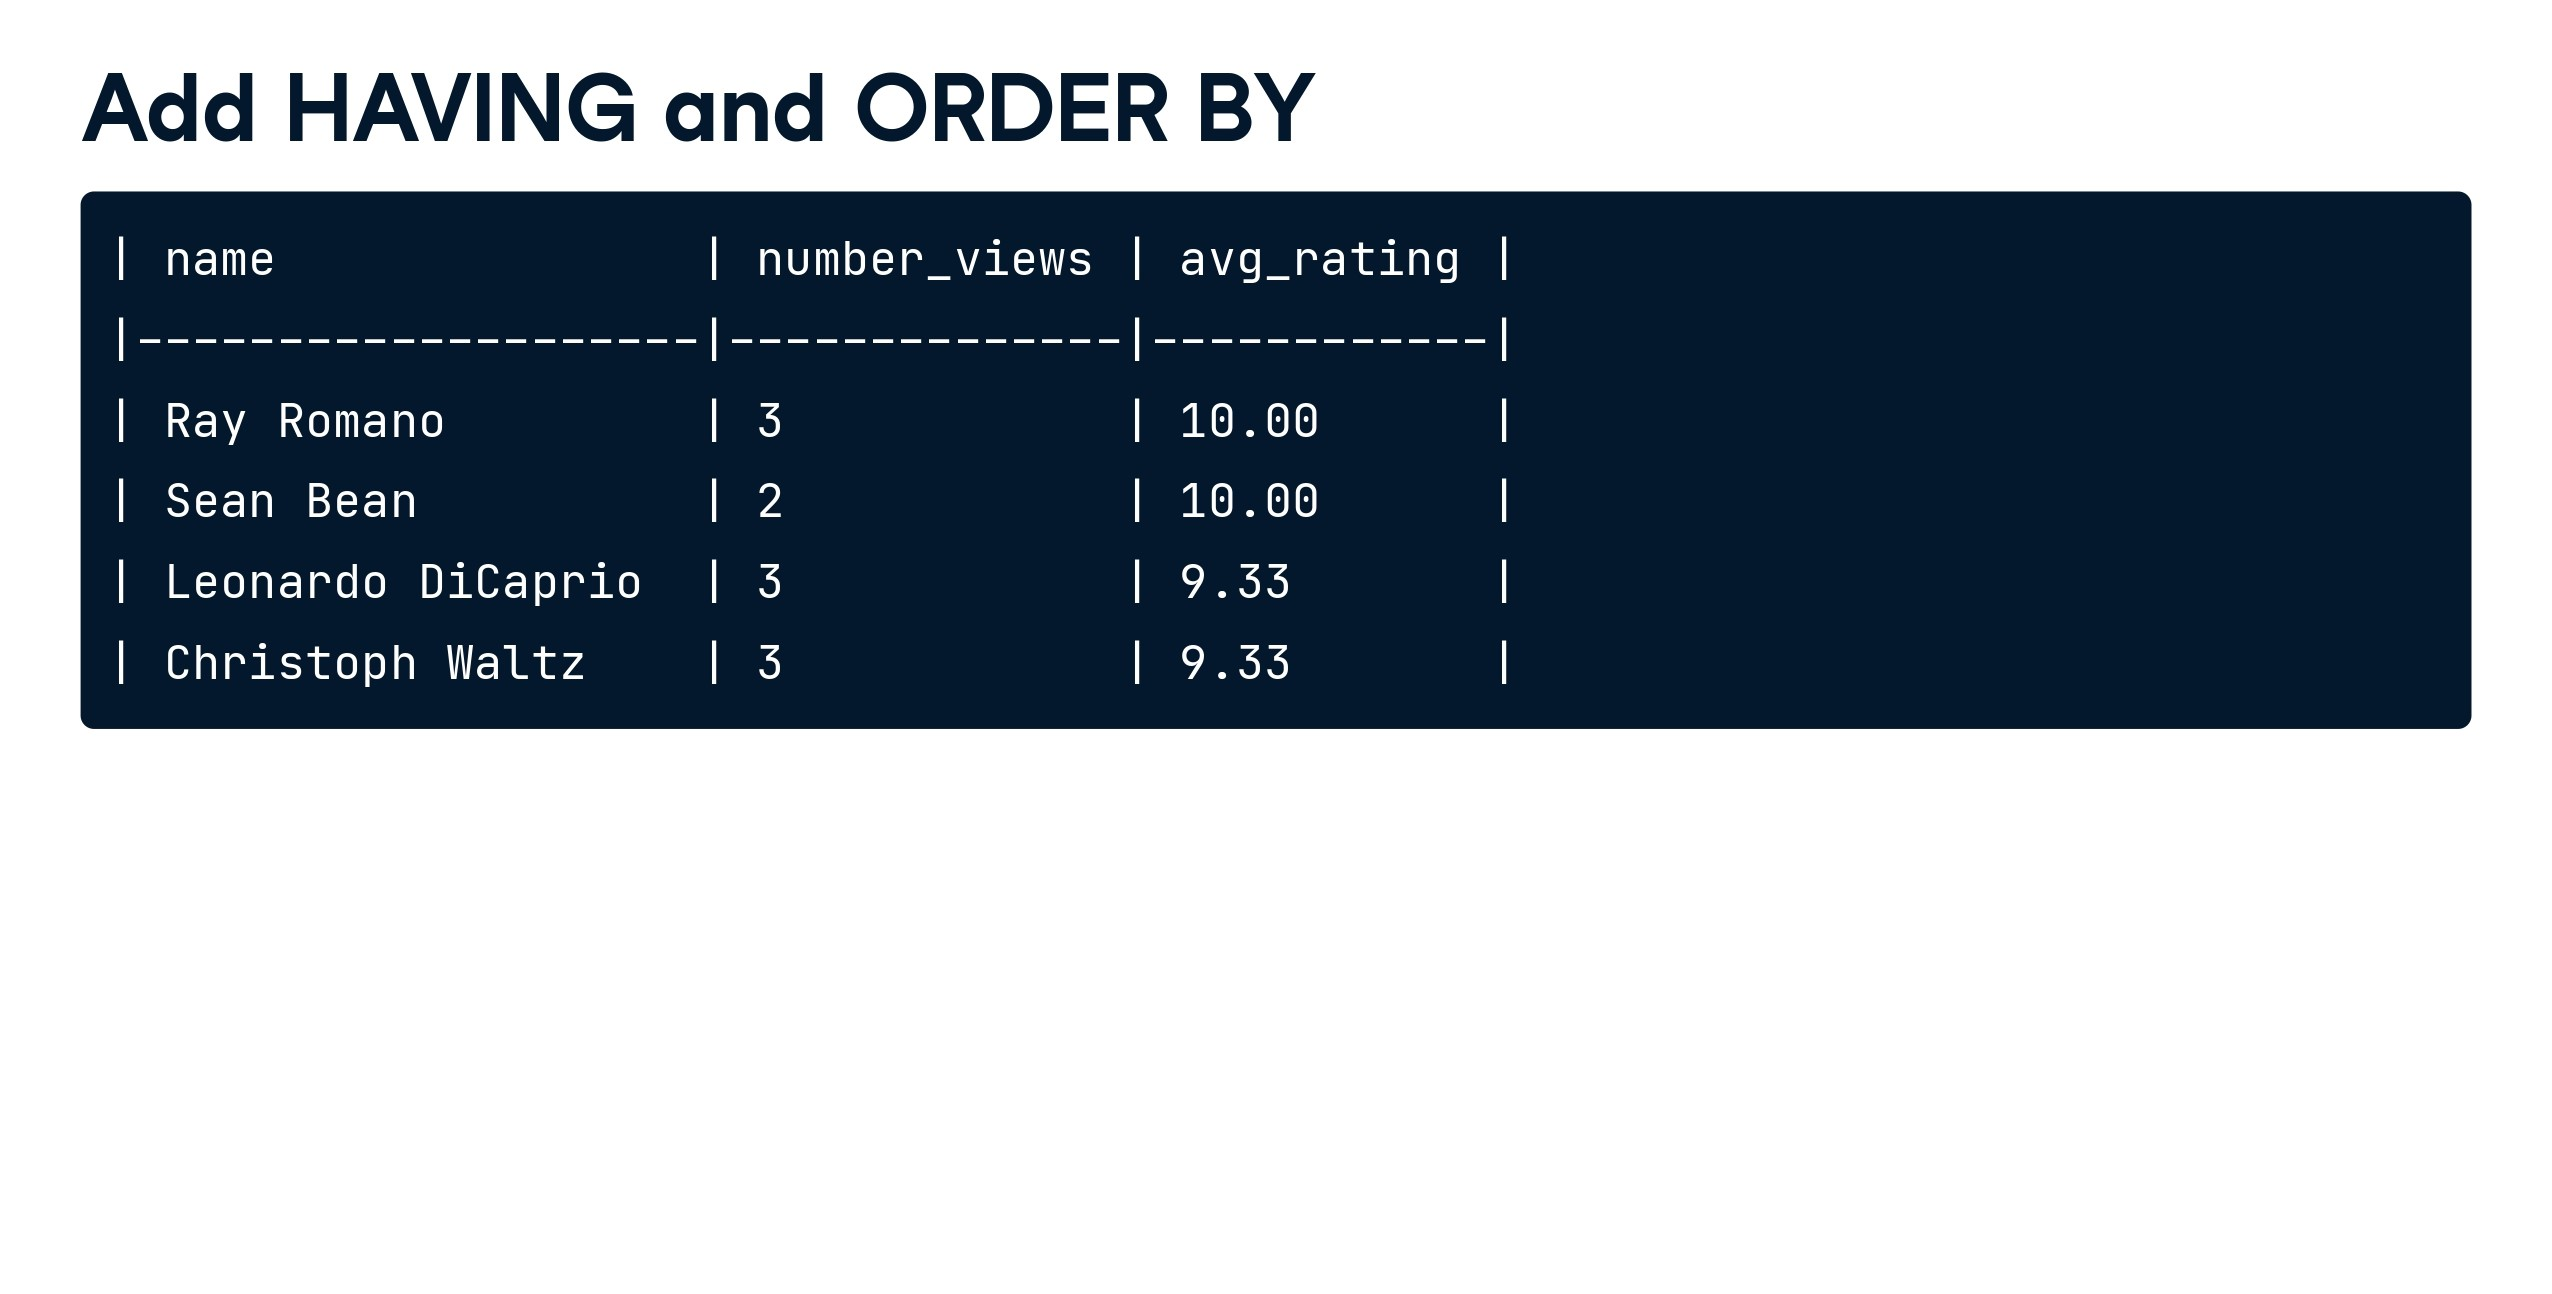 Add HAVING and ORDER BY
| name               | number_views | avg_rating |
|--------------------|--------------|------------|
| Ray Romano         | 3            | 10.00      |
| Sean Bean          | 2            | 10.00      |
| Leonardo DiCaprio  | 3            | 9.33       |
| Christoph Waltz    | 3            | 9.33       |